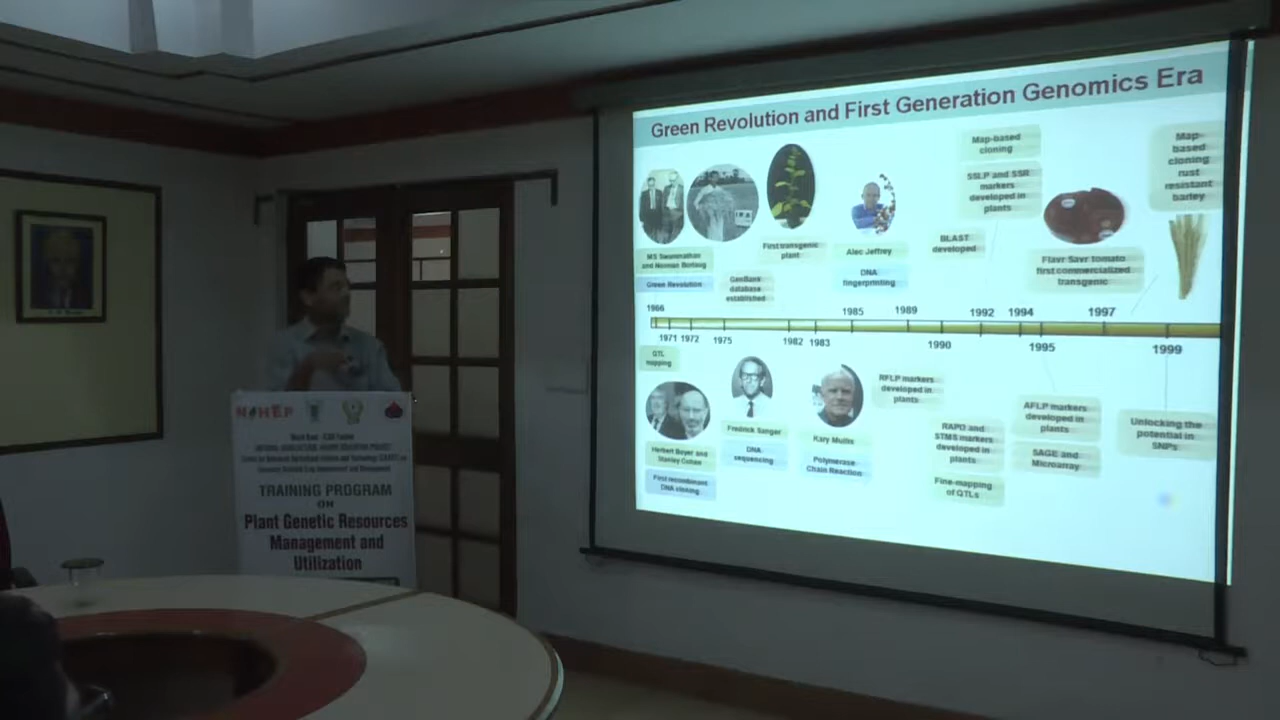 Green Revolution and First Generation Genomics Era
Map-based
cloning
SSLP and SSR
markers
developed in
plants
Map-
based
cloning
rust
resistant
barley
First transgenic
plant
Alec Jeffrey
DNA
fingerprinting
BLAST
developed
Flavr Savr tomato
first commercialized
transgenic
MS Swaminathan
and Norman Borlaug
Green Revolution
GenBank
database
established
1966
1985
1989
1992
1994
1997
1971
1972
1975
1982
1983
1990
1995
1999
QTL
mapping
Herbert Boyer and
Stanley Cohen
First recombinant
DNA cloning
Fredrick Sanger
DNA
sequencing
Kary Mullis
Polymerase
Chain Reaction
RFLP markers
developed in
plants
RAPD and
STMS markers
developed in
plants
Fine-mapping
of QTLs
AFLP markers
developed in
plants
SAGE and
Microarray
Unlocking the
potential in
SNPs
NAHEP
TRAINING PROGRAM
ON
Plant Genetic Resources
Management and
Utilization